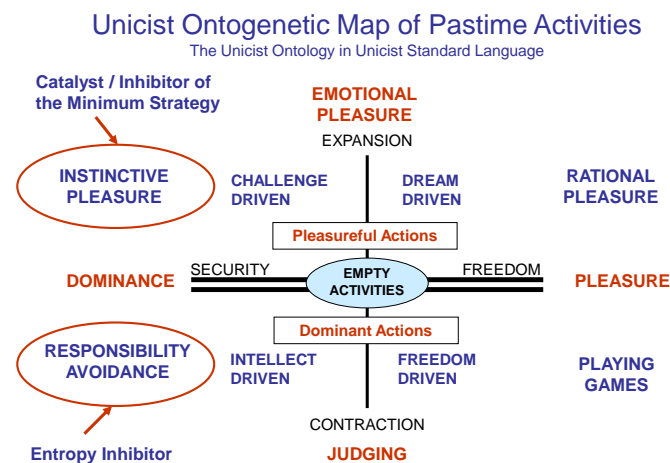 Unicist Ontogenetic Map of Pastime Activities
The Unicist Ontology in Unicist Standard Language
Catalyst / Inhibitor of
the Minimum Strategy
EMOTIONAL
PLEASURE
EXPANSION
INSTINCTIVE
PLEASURE
CHALLENGE
DRIVEN
DREAM
DRIVEN
RATIONAL
PLEASURE
Pleasureful Actions
DOMINANCE
SECURITY
EMPTY
ACTIVITIES
FREEDOM
PLEASURE
Dominant Actions
RESPONSIBILITY
AVOIDANCE
INTELLECT
DRIVEN
FREEDOM
DRIVEN
PLAYING
GAMES
CONTRACTION
Entropy Inhibitor
JUDGING